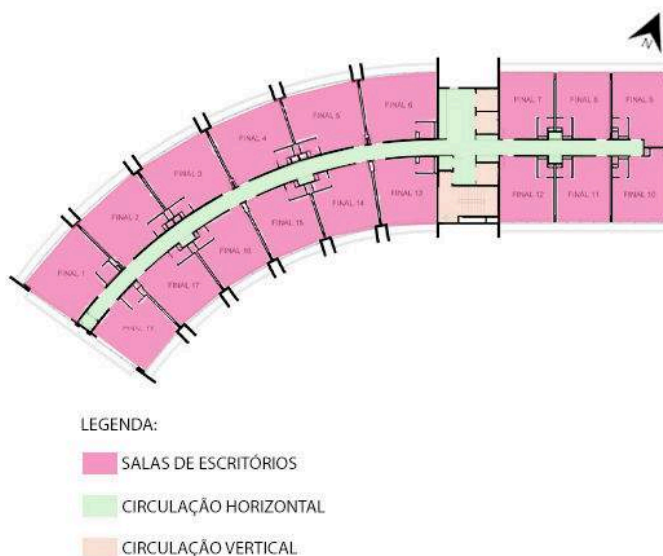 N
FINAL 5
FINAL 6
FINAL 7
FINAL 8
FINAL 9
FINAL 4
FINAL 3
FINAL 2
FINAL 1
FINAL 13
FINAL 12
FINAL 11
FINAL 10
FINAL 14
FINAL 15
FINAL 16
FINAL 17
LEGENDA:
SALAS DE ESCRITÓRIOS
CIRCULAÇÃO HORIZONTAL
CIRCULAÇÃO VERTICAL